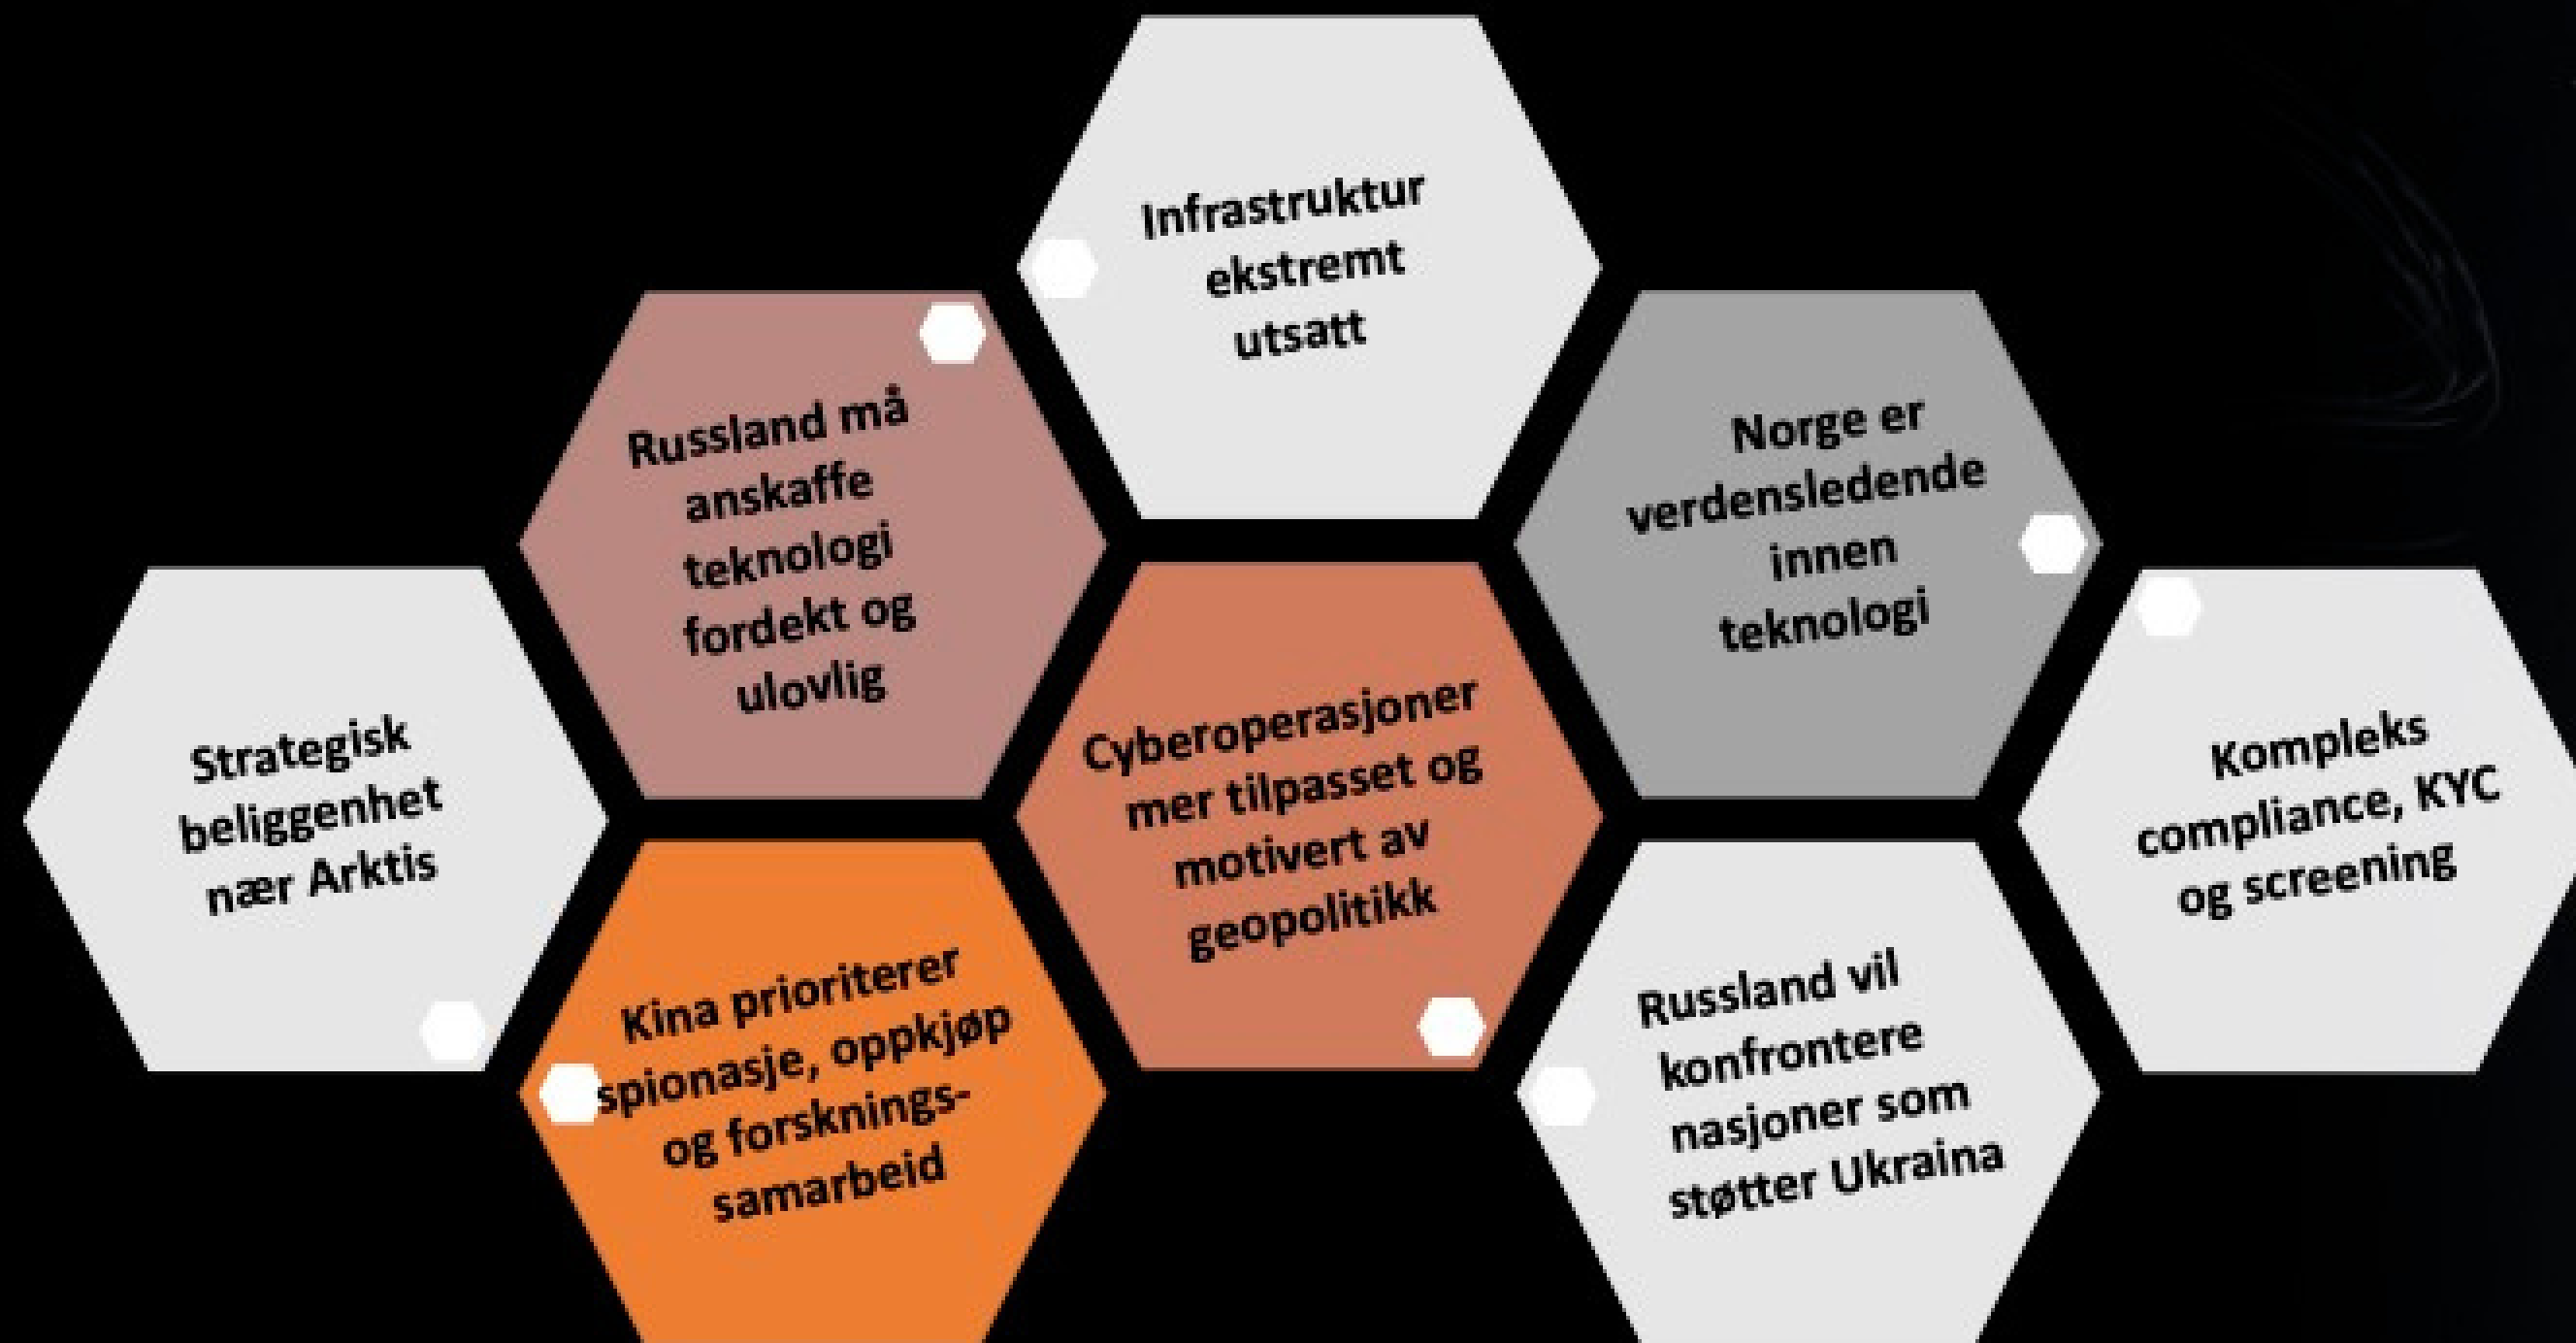 Infrastruktur
ekstremt
utsatt
Russland må
anskaffe
teknologi
fordekt og
ulovlig
Norge er
verdensledende
innen
teknologi
Strategisk
beliggenhet
nær Arktis
Cyberoperasjoner
mer tilpasset og
motivert av
geopolitikk
Kompleks
compliance, KYC
og screening
Kina prioriterer
spionasje, oppkjøp
og forsknings-
samarbeid
Russland vil
konfrontere
nasjoner som
støtter Ukraina